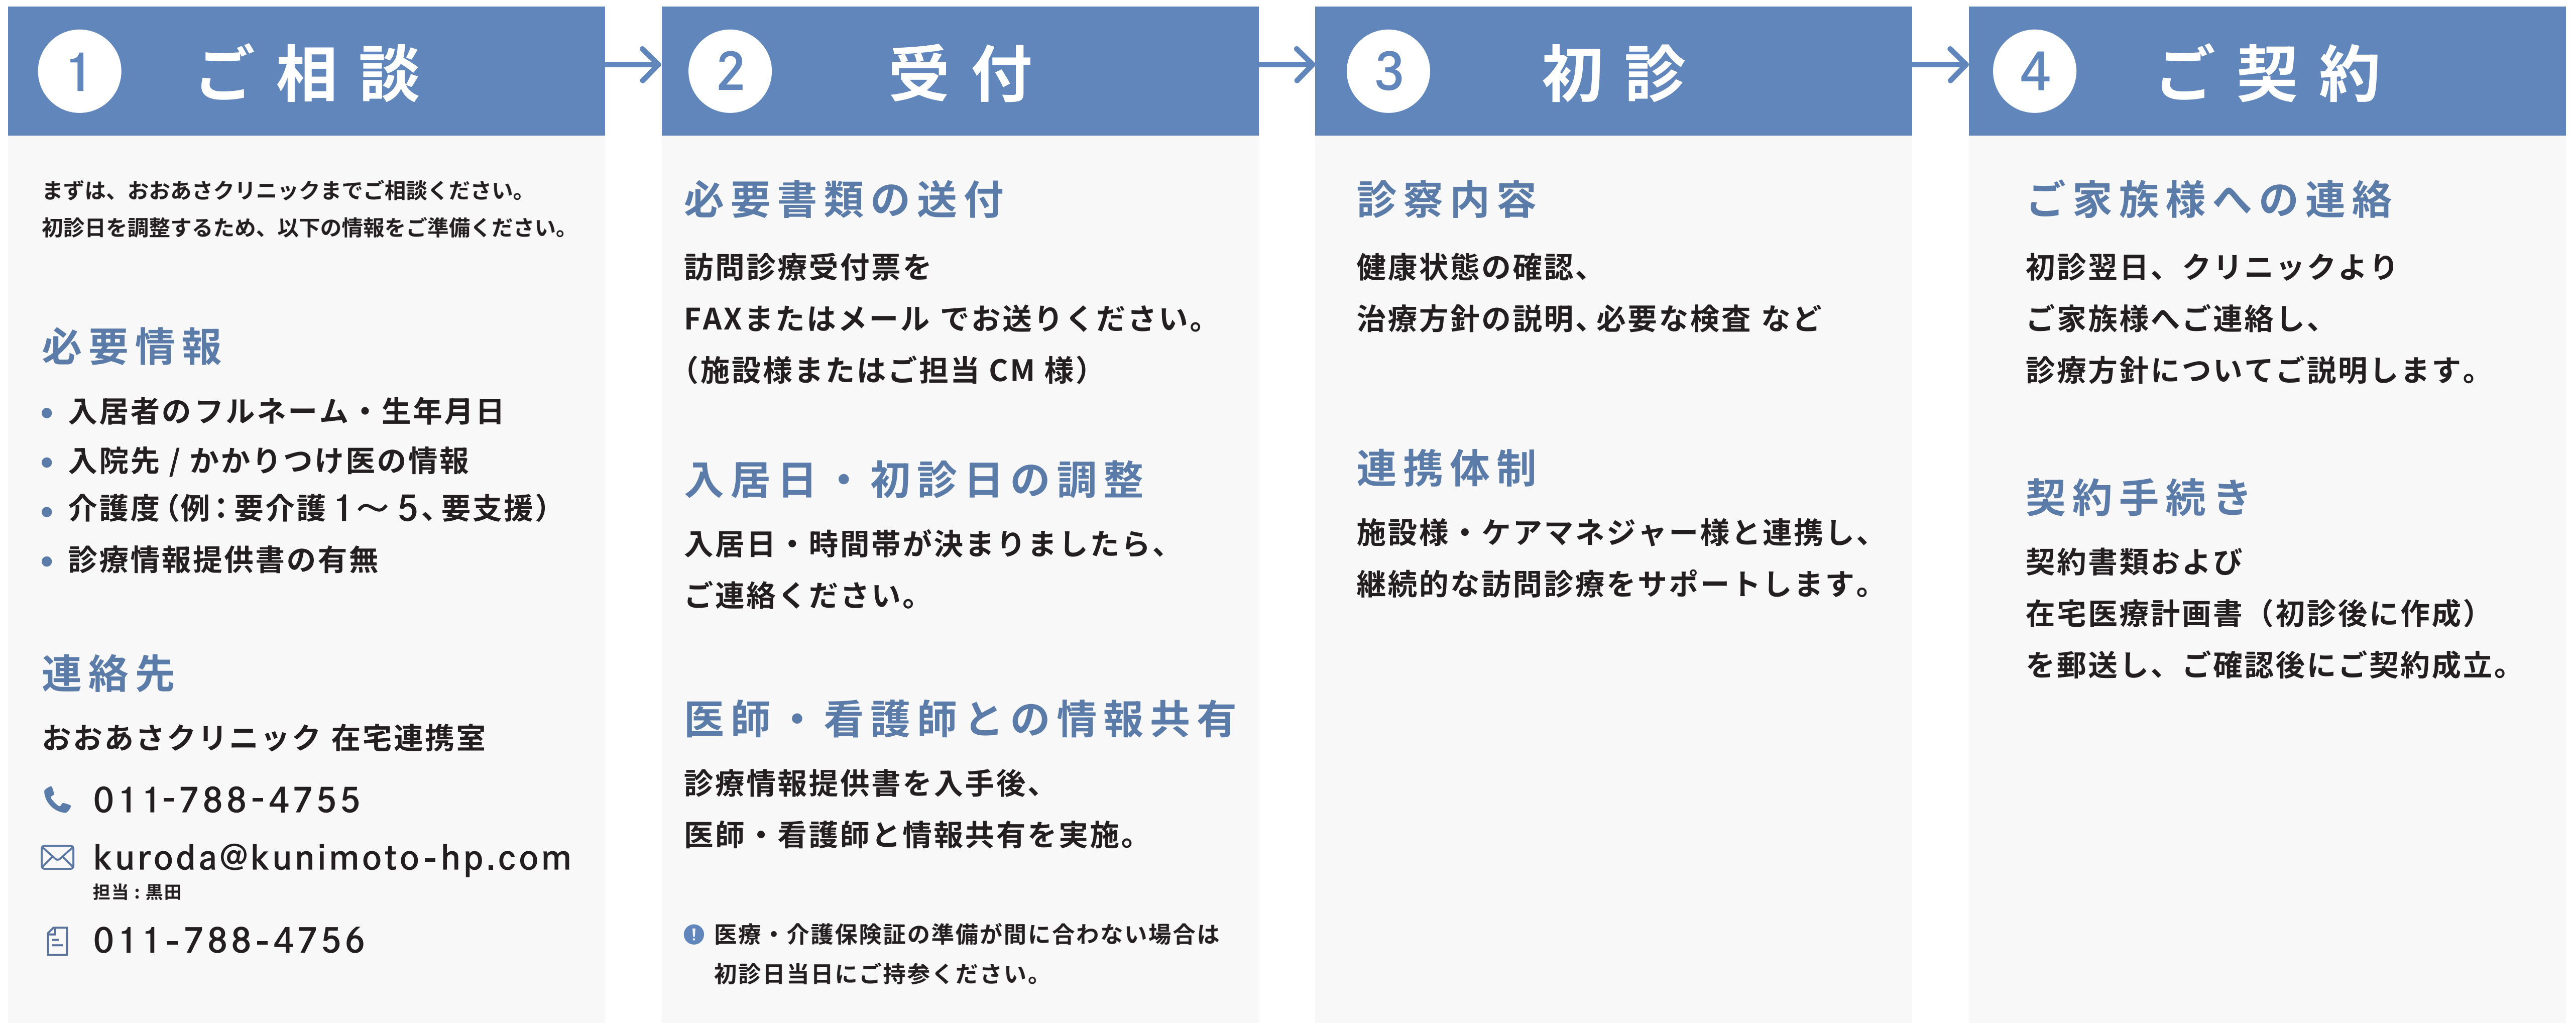 1 ご相談
まずは、おおあさクリニックまでご相談ください。
初診日を調整するため、以下の情報をご準備ください。
必要情報
• 入居者のフルネーム・生年月日
• 入院先 / かかりつけ医の情報
• 介護度（例：要介護 1 ～ 5、要支援）
• 診療情報提供書の有無
連絡先
おおあさクリニック 在宅連携室
011-788-4755
kuroda@kunimoto-hp.com
担当：黒田
011-788-4756
2 受付
必要書類の送付
訪問診療受付票を
FAXまたはメール でお送りください。
（施設様またはご担当 CM 様）
入居日・初診日の調整
入居日・時間帯が決まりましたら、
ご連絡ください。
医師・看護師との情報共有
診療情報提供書を入手後、
医師・看護師と情報共有を実施。
! 医療・介護保険証の準備が間に合わない場合は
初診日当日にご持参ください。
3 初診
診察内容
健康状態の確認、
治療方針の説明、必要な検査 など
連携体制
施設様・ケアマネジャー様と連携し、
継続的な訪問診療をサポートします。
4 ご契約
ご家族様への連絡
初診翌日、クリニックより
ご家族様へご連絡し、
診療方針についてご説明します。
契約手続き
契約書類および
在宅医療計画書（初診後に作成）
を郵送し、ご確認後にご契約成立。